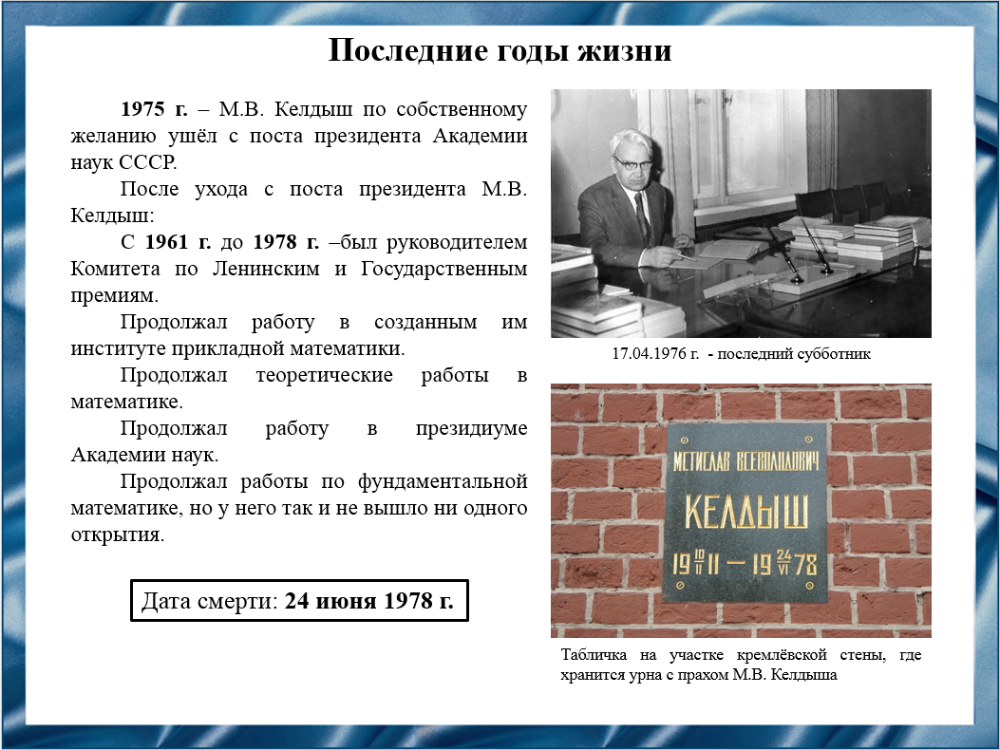 Последние годы жизни
1975 г. – М.В. Келдыш по собственному
желанию ушёл с поста президента Академии
наук СССР.
После ухода с поста президента М.В.
Келдыш:
С 1961 г. до 1978 г. –был руководителем
Комитета по Ленинским и Государственным
премиям.
Продолжал работу в созданным им
институте прикладной математики.
Продолжал теоретические работы в
математике.
Продолжал работу в президиуме
Академии наук.
Продолжал работы по фундаментальной
математике, но у него так и не вышло ни одного
открытия.
Дата смерти: 24 июня 1978 г.
17.04.1976 г. - последний субботник
МСТИСЛАВ ВСЕВОЛОДОВИЧ
КЕЛДЫШ
19 10/II 11 – 19 24/VI 78
Табличка на участке кремлёвской стены, где
хранится урна с прахом М.В. Келдыша